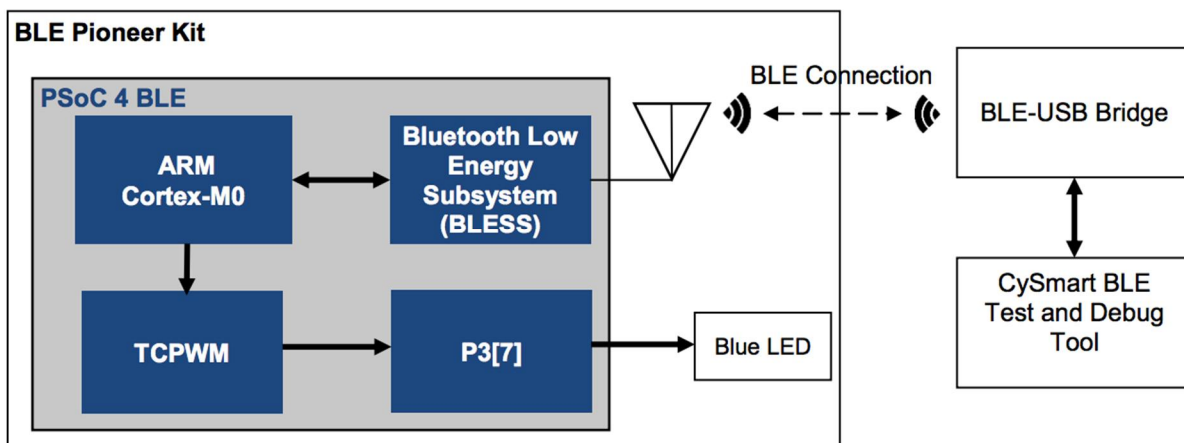 BLE Pioneer Kit
PSoC 4 BLE
ARM
Cortex-M0
Bluetooth Low
Energy
Subsystem
(BLESS)
BLE Connection
BLE-USB Bridge
TCPWM
P3[7]
Blue LED
CySmart BLE
Test and Debug
Tool